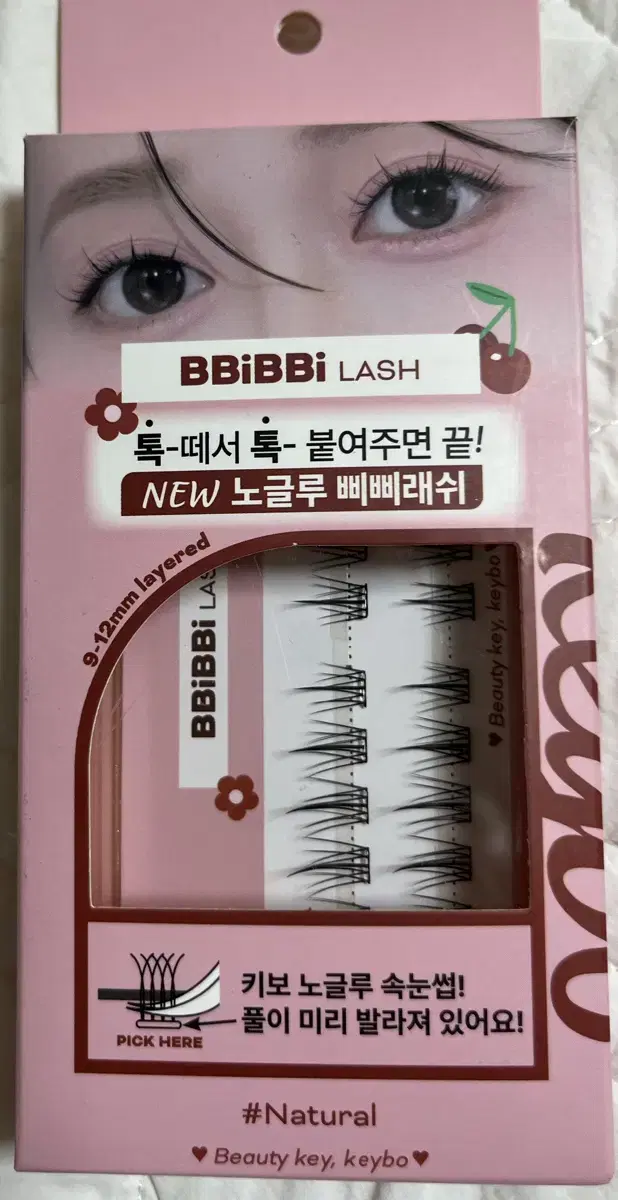 BBiBBi LASH
톡-떼서 톡- 붙여주면 끝!
NEW 노글루 삐삐래쉬
9-12mm layered
BBiBBi LASH
♥ Beauty key, keybo ♥
keybo
키보 노글루 속눈썹!
풀이 미리 발라져 있어요!
PICK HERE
#Natural
♥ Beauty key, keybo ♥